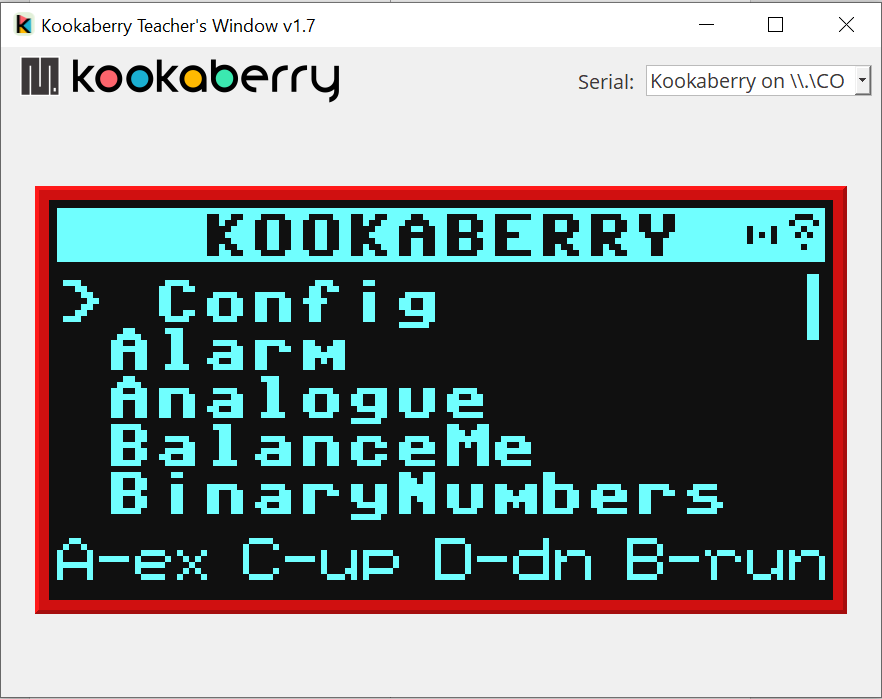 Kookaberry Teacher's Window v1.7
kookaberry
Serial: Kookaberry on \\.\CO
KOOKABERRY
> Config
Alarm
Analogue
BalanceMe
BinaryNumbers
A-ex C-up D-dn B-run